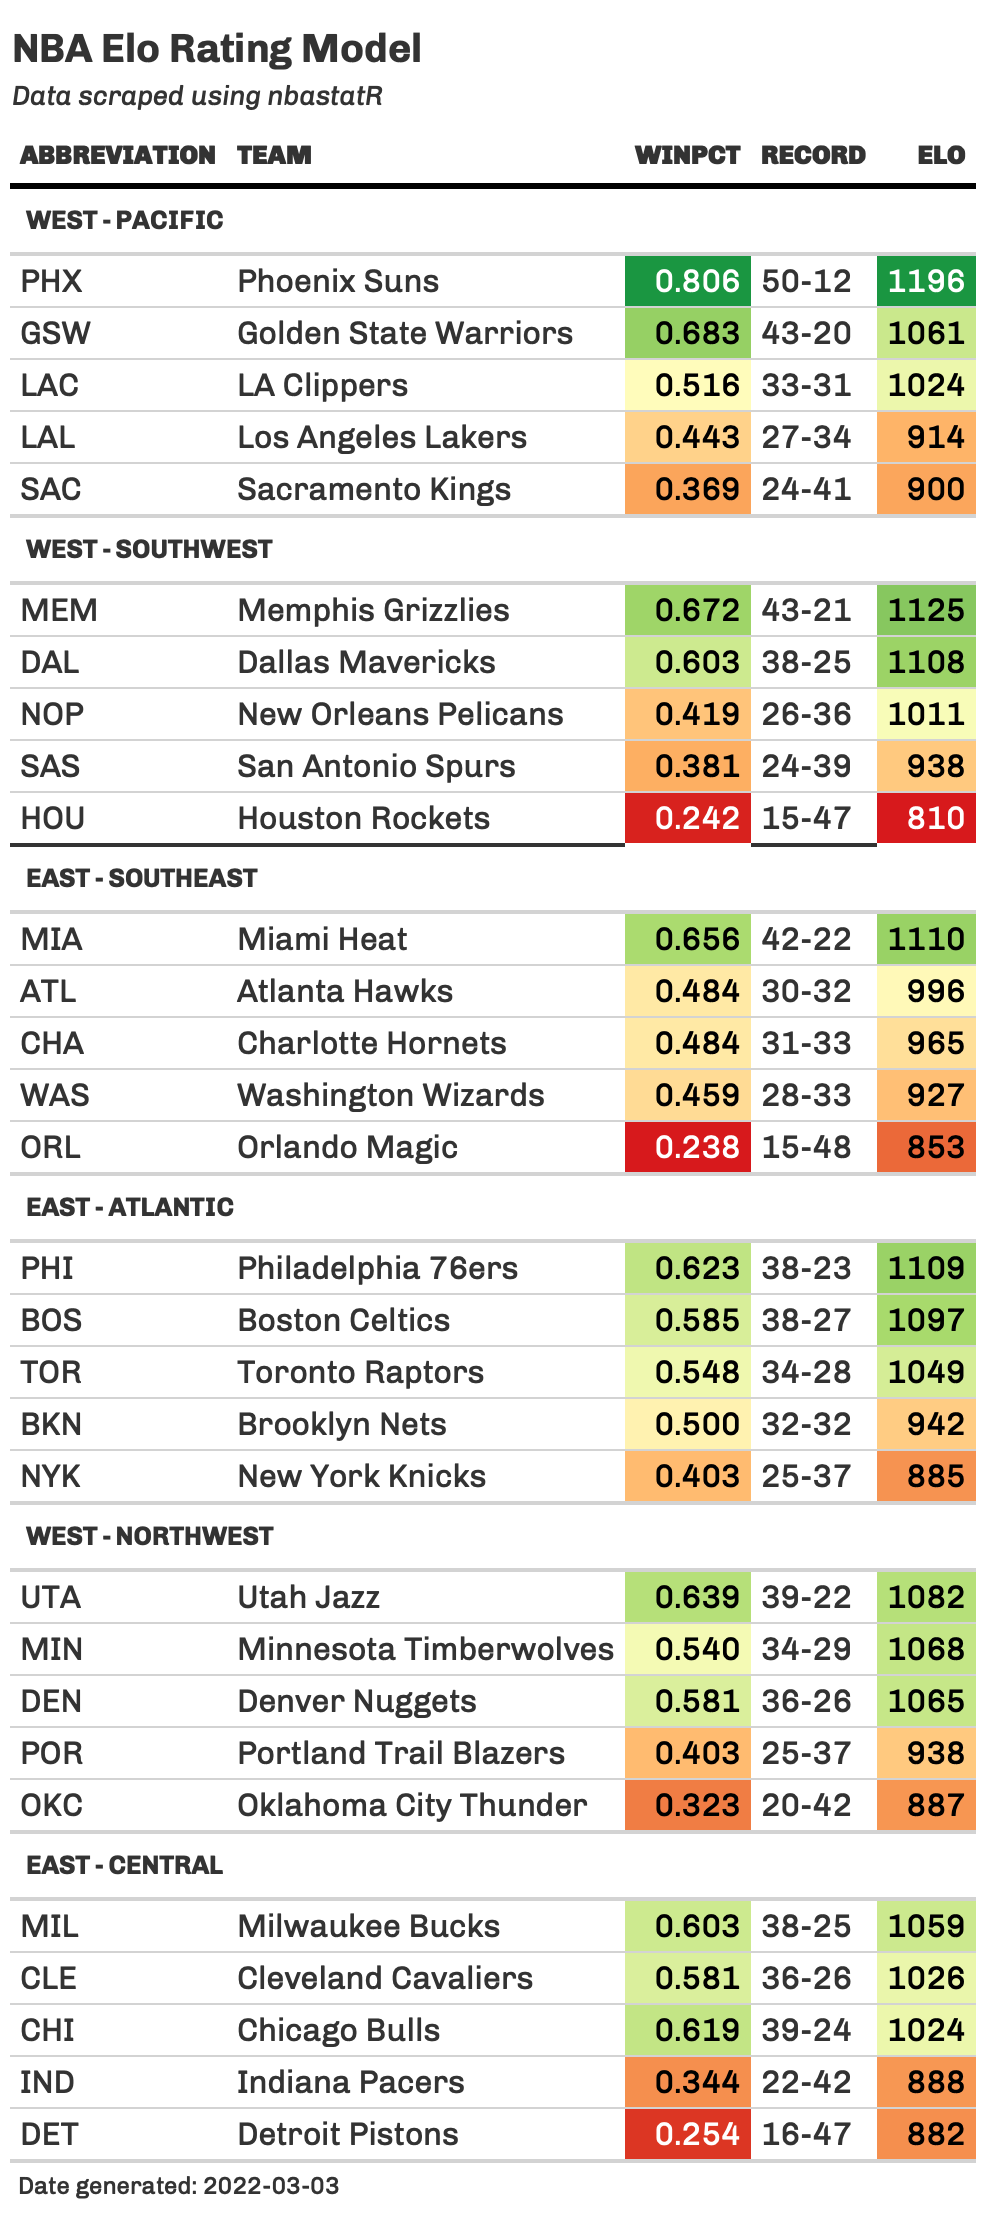 NBA Elo Rating Model
Data scraped using nbastatR
ABBREVIATION TEAM WINPCT RECORD ELO
WEST - PACIFIC
PHX Phoenix Suns 0.806 50-12 1196
GSW Golden State Warriors 0.683 43-20 1061
LAC LA Clippers 0.516 33-31 1024
LAL Los Angeles Lakers 0.443 27-34 914
SAC Sacramento Kings 0.369 24-41 900
WEST - SOUTHWEST
MEM Memphis Grizzlies 0.672 43-21 1125
DAL Dallas Mavericks 0.603 38-25 1108
NOP New Orleans Pelicans 0.419 26-36 1011
SAS San Antonio Spurs 0.381 24-39 938
HOU Houston Rockets 0.242 15-47 810
EAST - SOUTHEAST
MIA Miami Heat 0.656 42-22 1110
ATL Atlanta Hawks 0.484 30-32 996
CHA Charlotte Hornets 0.484 31-33 965
WAS Washington Wizards 0.459 28-33 927
ORL Orlando Magic 0.238 15-48 853
EAST - ATLANTIC
PHI Philadelphia 76ers 0.623 38-23 1109
BOS Boston Celtics 0.585 38-27 1097
TOR Toronto Raptors 0.548 34-28 1049
BKN Brooklyn Nets 0.500 32-32 942
NYK New York Knicks 0.403 25-37 885
WEST - NORTHWEST
UTA Utah Jazz 0.639 39-22 1082
MIN Minnesota Timberwolves 0.540 34-29 1068
DEN Denver Nuggets 0.581 36-26 1065
POR Portland Trail Blazers 0.403 25-37 938
OKC Oklahoma City Thunder 0.323 20-42 887
EAST - CENTRAL
MIL Milwaukee Bucks 0.603 38-25 1059
CLE Cleveland Cavaliers 0.581 36-26 1026
CHI Chicago Bulls 0.619 39-24 1024
IND Indiana Pacers 0.344 22-42 888
DET Detroit Pistons 0.254 16-47 882
Date generated: 2022-03-03